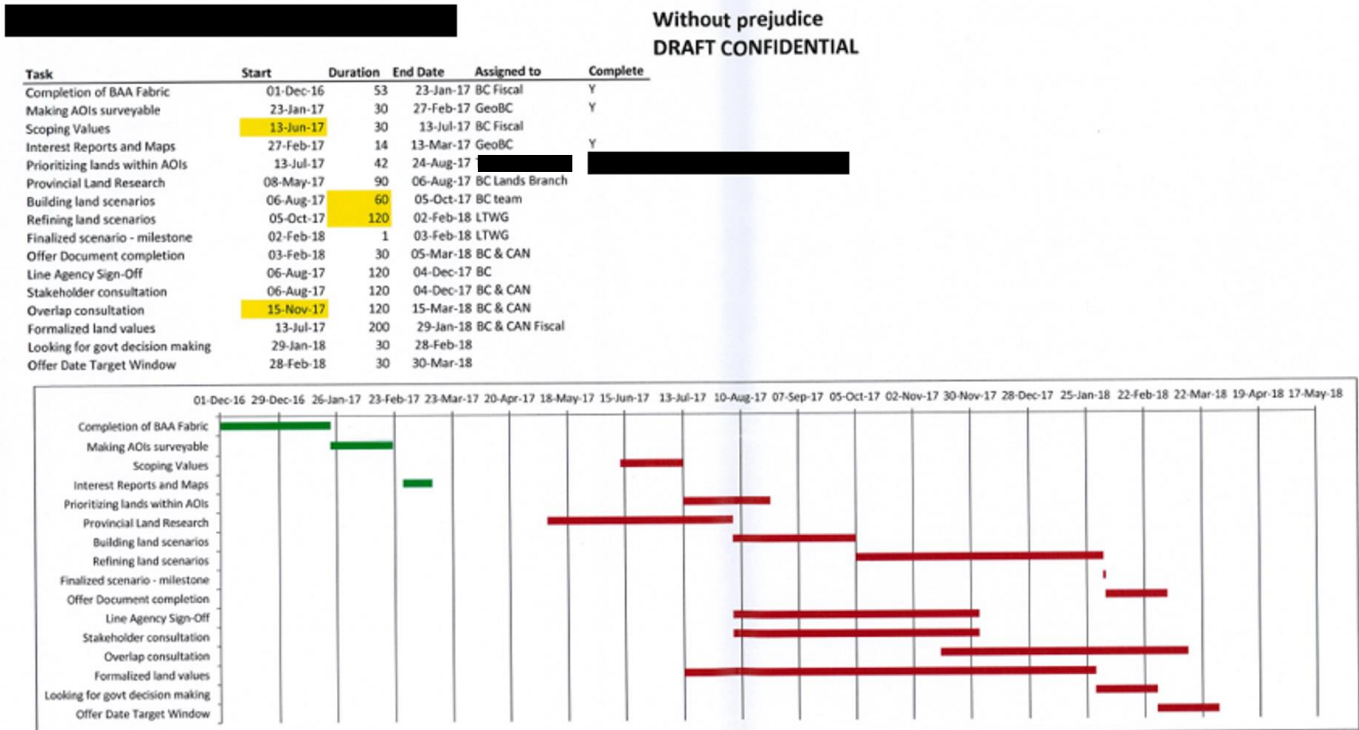 Without prejudice
DRAFT CONFIDENTIAL
Task Start Duration End Date Assigned to Complete
Completion of BAA Fabric 01-Dec-16 53 23-Jan-17 BC Fiscal Y
Making AOIs surveyable 23-Jan-17 30 27-Feb-17 GeoBC Y
Scoping Values 13-Jun-17 30 13-Jul-17 BC Fiscal
Interest Reports and Maps 27-Feb-17 14 13-Mar-17 GeoBC Y
Prioritizing lands within AOIs 13-Jul-17 42 24-Aug-17
Provincial Land Research 08-May-17 90 06-Aug-17 BC Lands Branch
Building land scenarios 06-Aug-17 60 05-Oct-17 BC team
Refining land scenarios 05-Oct-17 120 02-Feb-18 LTWG
Finalized scenario - milestone 02-Feb-18 1 03-Feb-18 LTWG
Offer Document completion 03-Feb-18 30 05-Mar-18 BC & CAN
Line Agency Sign-Off 06-Aug-17 120 04-Dec-17 BC
Stakeholder consultation 06-Aug-17 120 04-Dec-17 BC & CAN
Overlap consultation 15-Nov-17 120 15-Mar-18 BC & CAN
Formalized land values 13-Jul-17 200 29-Jan-18 BC & CAN Fiscal
Looking for govt decision making 29-Jan-18 30 28-Feb-18
Offer Date Target Window 28-Feb-18 30 30-Mar-18
01-Dec-16 29-Dec-16 26-Jan-17 23-Feb-17 23-Mar-17 20-Apr-17 18-May-17 15-Jun-17 13-Jul-17 10-Aug-17 07-Sep-17 05-Oct-17 02-Nov-17 30-Nov-17 28-Dec-17 25-Jan-18 22-Feb-18 22-Mar-18 19-Apr-18 17-May-18
Completion of BAA Fabric
Making AOIs surveyable
Scoping Values
Interest Reports and Maps
Prioritizing lands within AOIs
Provincial Land Research
Building land scenarios
Refining land scenarios
Finalized scenario - milestone
Offer Document completion
Line Agency Sign-Off
Stakeholder consultation
Overlap consultation
Formalized land values
Looking for govt decision making
Offer Date Target Window